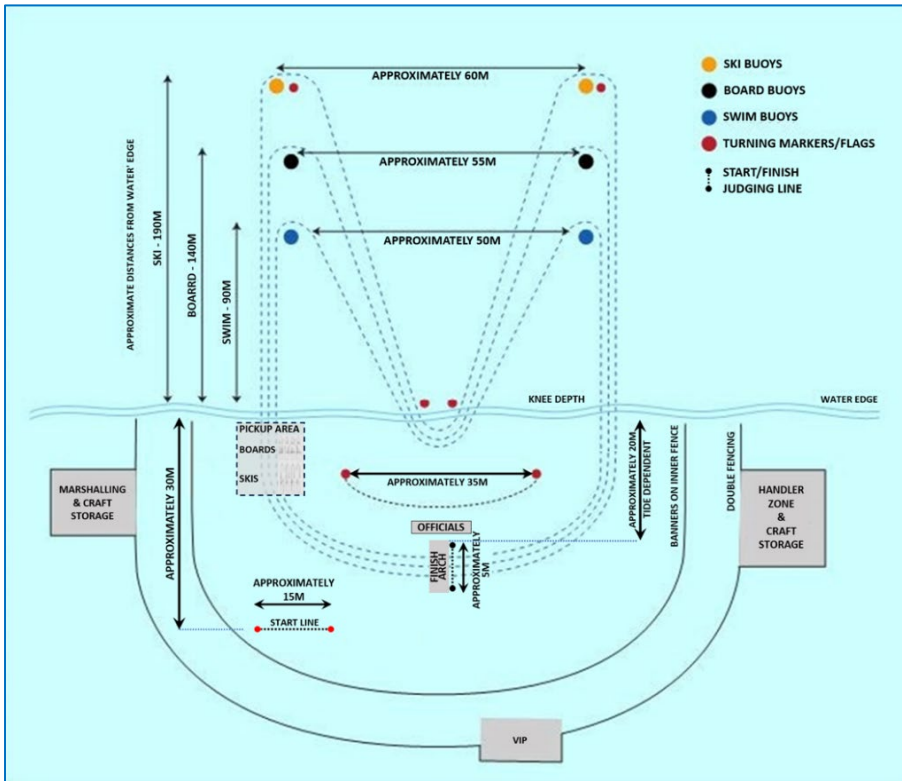 APPROXIMATELY 60M
SKI BUOYS
BOARD BUOYS
SWIM BUOYS
TURNING MARKERS/FLAGS
START/FINISH
JUDGING LINE
APPROXIMATELY 55M
APPROXIMATELY 50M
APPROXIMATE DISTANCES FROM WATER' EDGE
SKI - 190M
BOARRD - 140M
SWIM - 90M
KNEE DEPTH
WATER EDGE
PICKUP AREA
BOARDS
SKIS
MARSHALLING
& CRAFT
STORAGE
APPROXIMATELY 30M
APPROXIMATELY 35M
OFFICIALS
FINISH
ARCH
APPROXIMATELY
5M
APPROXIMATELY 20M
TIDE DEPENDENT
BANNERS ON INNER FENCE
DOUBLE FENCING
HANDLER
ZONE
&
CRAFT
STORAGE
APPROXIMATELY
15M
START LINE
VIP